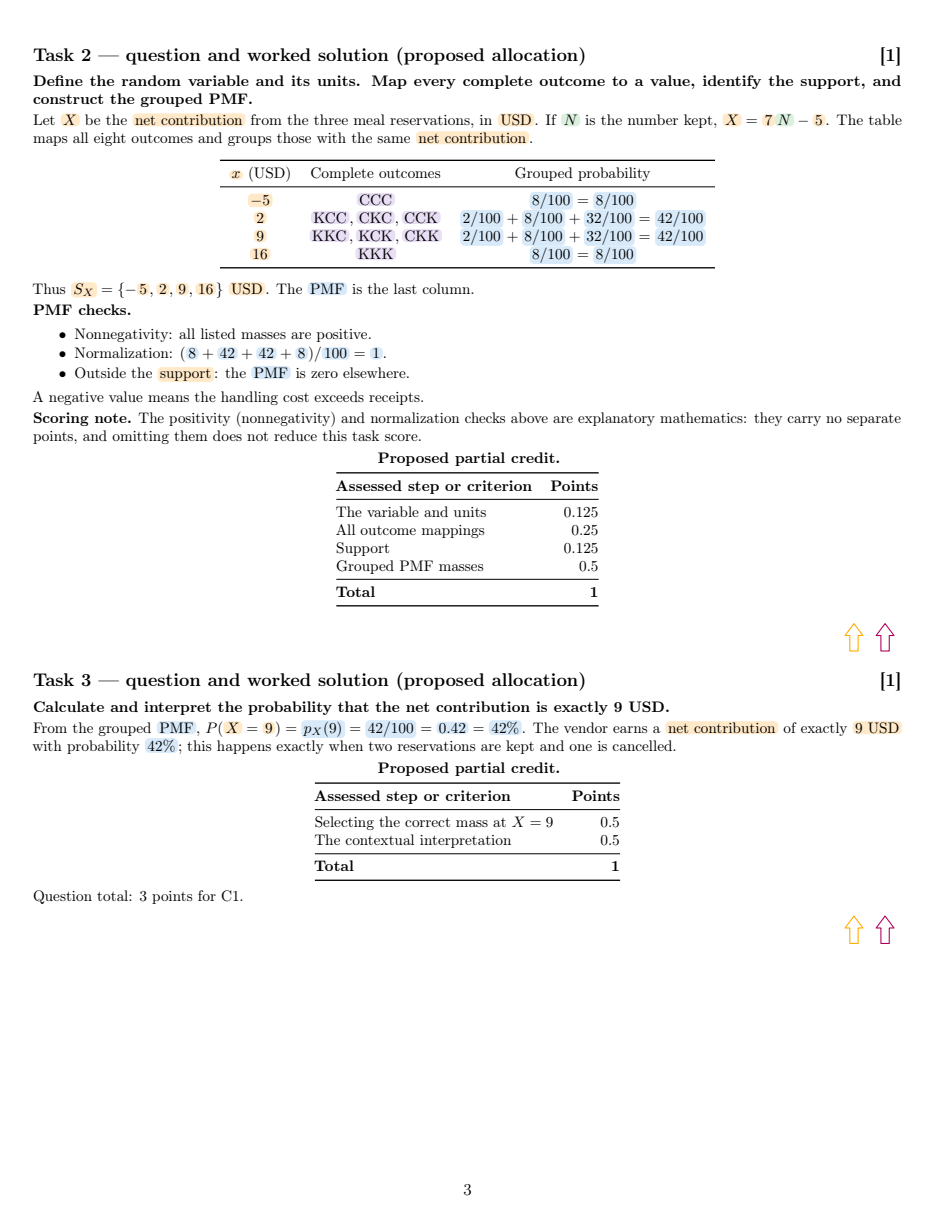 Task 2 — question and worked solution (proposed allocation) [1]
Define the random variable and its units. Map every complete outcome to a value, identify the support, and
construct the grouped PMF.
Let X be the net contribution from the three meal reservations, in USD. If N is the number kept, X = 7 N − 5. The table
maps all eight outcomes and groups those with the same net contribution.
x (USD) Complete outcomes Grouped probability
−5 CCC 8/100 = 8/100
2 KCC, CKC, CCK 2/100 + 8/100 + 32/100 = 42/100
9 KKC, KCK, CKK 2/100 + 8/100 + 32/100 = 42/100
16 KKK 8/100 = 8/100
Thus S_X = {−5, 2, 9, 16} USD. The PMF is the last column.
PMF checks.
• Nonnegativity: all listed masses are positive.
• Normalization: (8 + 42 + 42 + 8)/100 = 1.
• Outside the support: the PMF is zero elsewhere.
A negative value means the handling cost exceeds receipts.
Scoring note. The positivity (nonnegativity) and normalization checks above are explanatory mathematics: they carry no separate
points, and omitting them does not reduce this task score.
Proposed partial credit.
Assessed step or criterion Points
The variable and units 0.125
All outcome mappings 0.25
Support 0.125
Grouped PMF masses 0.5
Total 1
Task 3 — question and worked solution (proposed allocation) [1]
Calculate and interpret the probability that the net contribution is exactly 9 USD.
From the grouped PMF, P(X = 9) = p_X(9) = 42/100 = 0.42 = 42%. The vendor earns a net contribution of exactly 9 USD
with probability 42%; this happens exactly when two reservations are kept and one is cancelled.
Proposed partial credit.
Assessed step or criterion Points
Selecting the correct mass at X = 9 0.5
The contextual interpretation 0.5
Total 1
Question total: 3 points for C1.
3